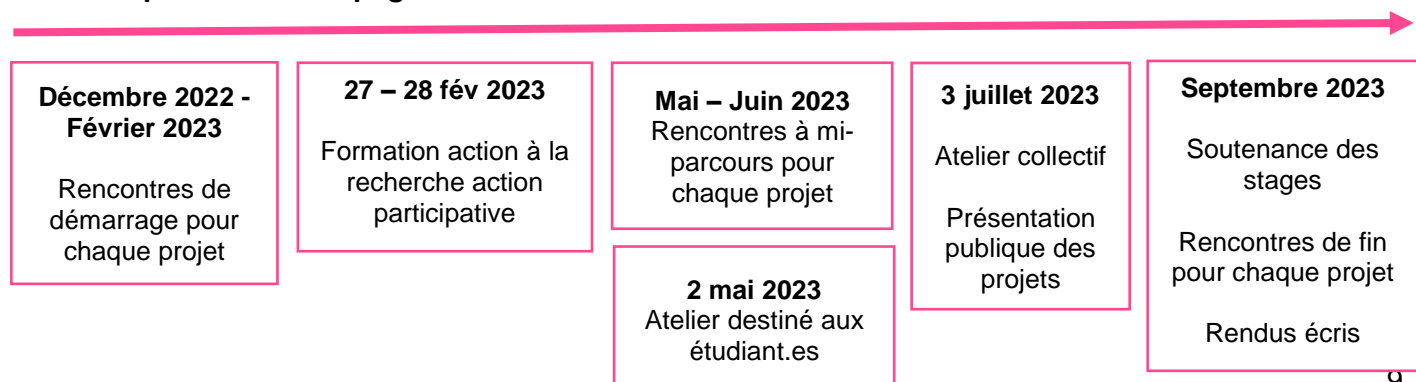 Décembre 2022 -
Février 2023
Rencontres de
démarrage pour
chaque projet
27 – 28 fév 2023
Formation action à la
recherche action
participative
Mai – Juin 2023
Rencontres à mi-
parcours pour
chaque projet
2 mai 2023
Atelier destiné aux
étudiant.es
3 juillet 2023
Atelier collectif
Présentation
publique des
projets
Septembre 2023
Soutenance des
stages
Rencontres de fin
pour chaque projet
Rendus écris